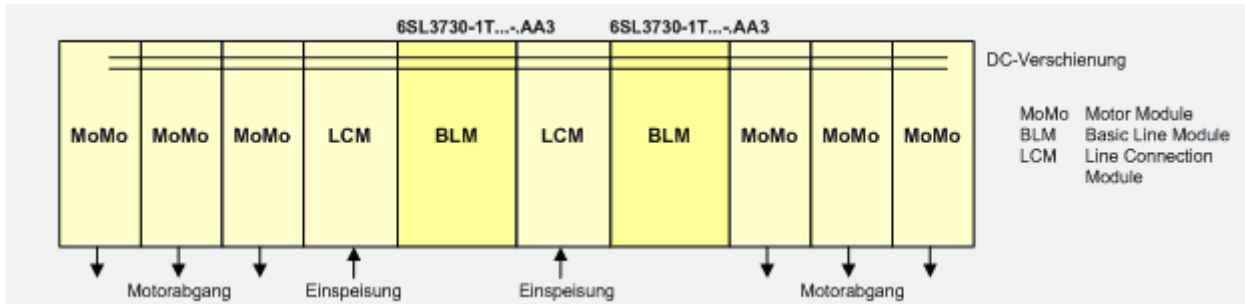 6SL3730-1T...-.AA3 6SL3730-1T...-.AA3
DC-Verschienung
MoMo MoMo MoMo LCM BLM LCM BLM MoMo MoMo MoMo
MoMo Motor Module
BLM Basic Line Module
LCM Line Connection
Module
Motorabgang Einspeisung Einspeisung Motorabgang